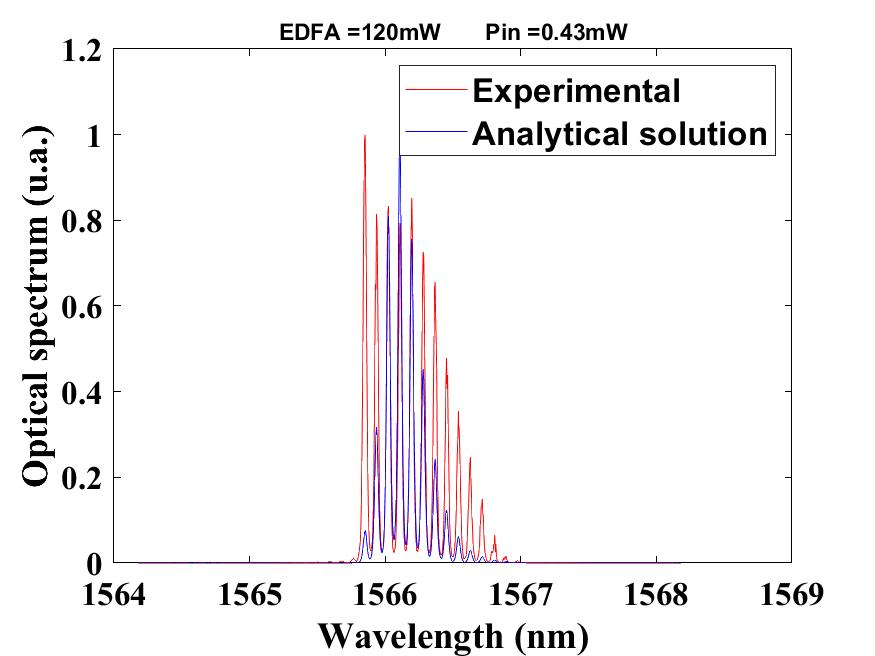 EDFA =120mW Pin =0.43mW
1.2
Experimental
Analytical solution
1
0.8
0.6
0.4
0.2
0
Optical spectrum (u.a.)
1564 1565 1566 1567 1568 1569
Wavelength (nm)